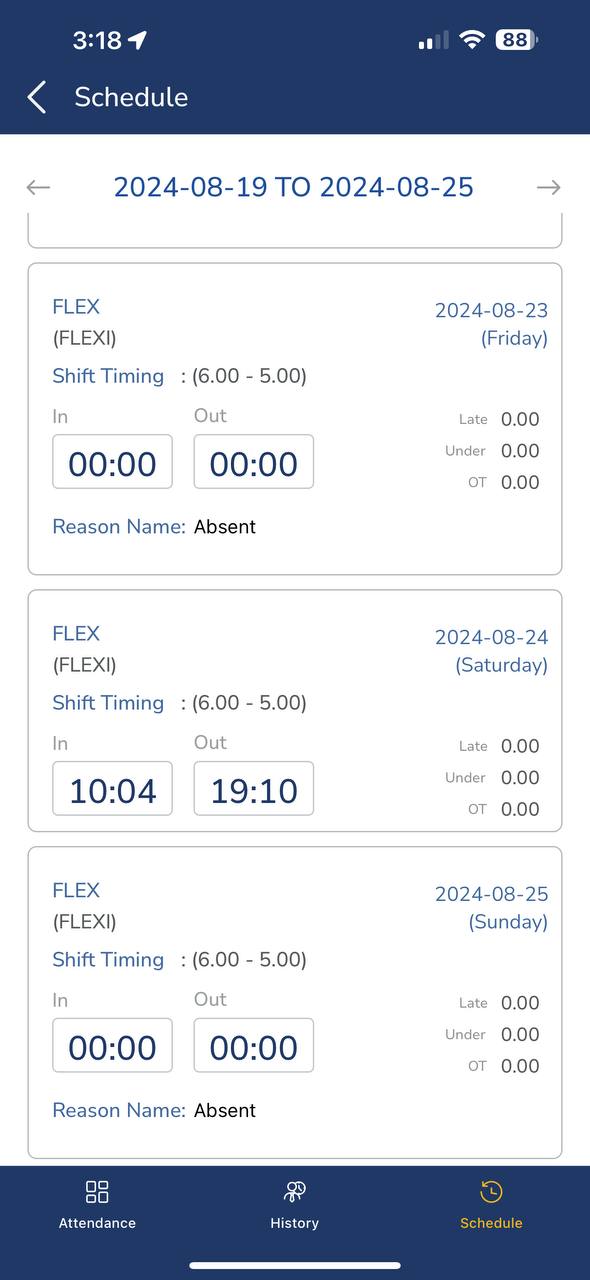 3:18
88
Schedule
2024-08-19 TO 2024-08-25
FLEX
2024-08-23
(FLEXI)
(Friday)
Shift Timing : (6.00 - 5.00)
In
Out
Late 0.00
00:00
00:00
Under 0.00
OT 0.00
Reason Name: Absent
FLEX
2024-08-24
(FLEXI)
(Saturday)
Shift Timing : (6.00 - 5.00)
In
Out
Late 0.00
10:04
19:10
Under 0.00
OT 0.00
FLEX
2024-08-25
(FLEXI)
(Sunday)
Shift Timing : (6.00 - 5.00)
In
Out
Late 0.00
00:00
00:00
Under 0.00
OT 0.00
Reason Name: Absent
Attendance
History
Schedule